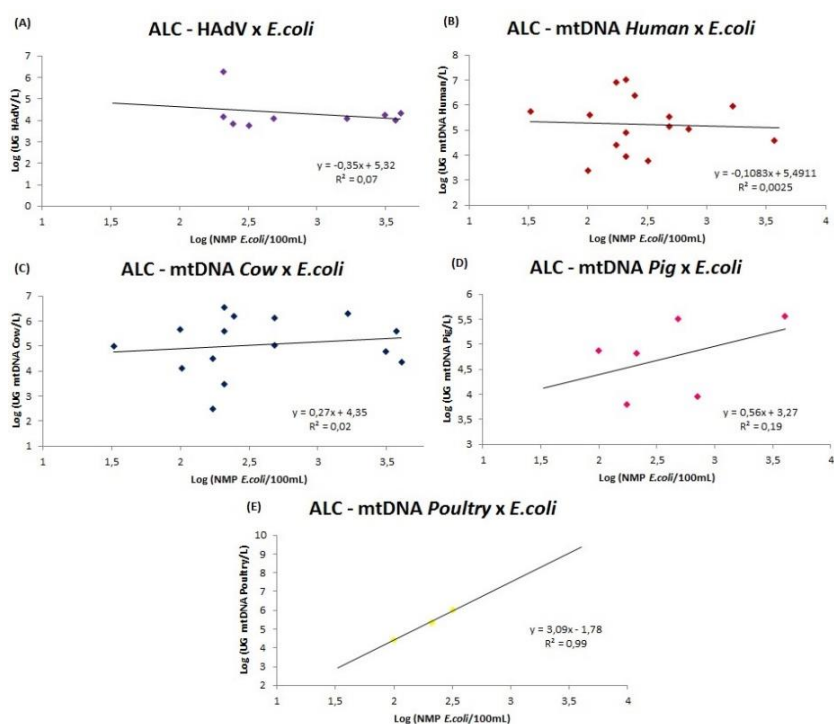 (A)
ALC - HAdV x E.coli
Log (UG HAdV/L)
7
6
5
4
3
2
1
0
y = -0,35x + 5,32
R² = 0,07
1
1,5
2
2,5
3
3,5
Log (NMP E.coli/100mL)
(B)
ALC - mtDNA Human x E.coli
Log (UG mtDNA Human/L)
8
7
6
5
4
3
2
1
y = -0,1083x + 5,4911
R² = 0,0025
1
1,5
2
2,5
3
3,5
4
Log (NMP E.coli/100mL)
(C)
ALC - mtDNA Cow x E.coli
Log (UG mtDNA Cow/L)
7
6
5
4
3
2
1
y = 0,27x + 4,35
R² = 0,02
1
1,5
2
2,5
3
3,5
Log (NMP E.coli/100mL)
(D)
ALC - mtDNA Pig x E.coli
Log (UG mtDNA Pig/L)
6
5,5
5
4,5
4
3,5
3
y = 0,56x + 3,27
R² = 0,19
1
1,5
2
2,5
3
3,5
4
Log (NMP E.coli/100mL)
(E)
ALC - mtDNA Poultry x E.coli
Log (UG mtDNA Poultry/L)
10
9
8
7
6
5
4
3
2
y = 3,09x - 1,78
R² = 0,99
1
1,5
2
2,5
3
3,5
4
Log (NMP E.coli/100mL)